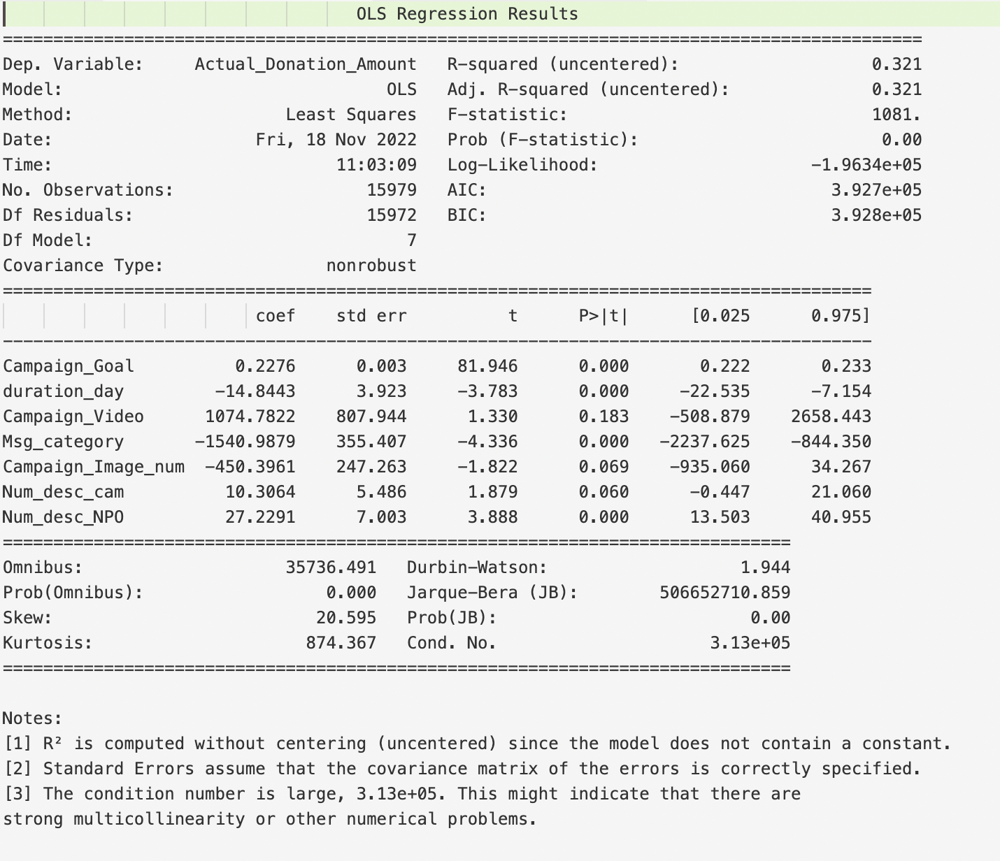 OLS Regression Results
==============================================================================
Dep. Variable: Actual_Donation_Amount R-squared (uncentered): 0.321
Model: OLS Adj. R-squared (uncentered): 0.321
Method: Least Squares F-statistic: 1081.
Date: Fri, 18 Nov 2022 Prob (F-statistic): 0.00
Time: 11:03:09 Log-Likelihood: -1.9634e+05
No. Observations: 15979 AIC: 3.927e+05
Df Residuals: 15972 BIC: 3.928e+05
Df Model: 7
Covariance Type: nonrobust
==============================================================================
coef std err t P>|t| [0.025 0.975]
------------------------------------------------------------------------------
Campaign_Goal 0.2276 0.003 81.946 0.000 0.222 0.233
duration_day -14.8443 3.923 -3.783 0.000 -22.535 -7.154
Campaign_Video 1074.7822 807.944 1.330 0.183 -508.879 2658.443
Msg_category -1540.9879 355.407 -4.336 0.000 -2237.625 -844.350
Campaign_Image_num -450.3961 247.263 -1.822 0.069 -935.060 34.267
Num_desc_cam 10.3064 5.486 1.879 0.060 -0.447 21.060
Num_desc_NPO 27.2291 7.003 3.888 0.000 13.503 40.955
==============================================================================
Omnibus: 35736.491 Durbin-Watson: 1.944
Prob(Omnibus): 0.000 Jarque-Bera (JB): 506652710.859
Skew: 20.595 Prob(JB): 0.00
Kurtosis: 874.367 Cond. No. 3.13e+05
==============================================================================
Notes:
[1] R² is computed without centering (uncentered) since the model does not contain a constant.
[2] Standard Errors assume that the covariance matrix of the errors is correctly specified.
[3] The condition number is large, 3.13e+05. This might indicate that there are
strong multicollinearity or other numerical problems.